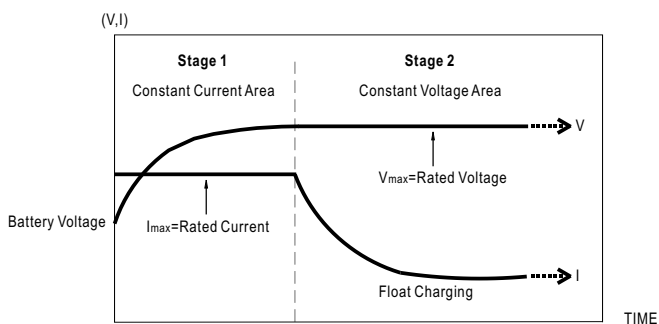 (V,I)
Stage 1
Stage 2
Constant Current Area
Constant Voltage Area
V
Vmax=Rated Voltage
Battery Voltage
Imax=Rated Current
I
Float Charging
TIME